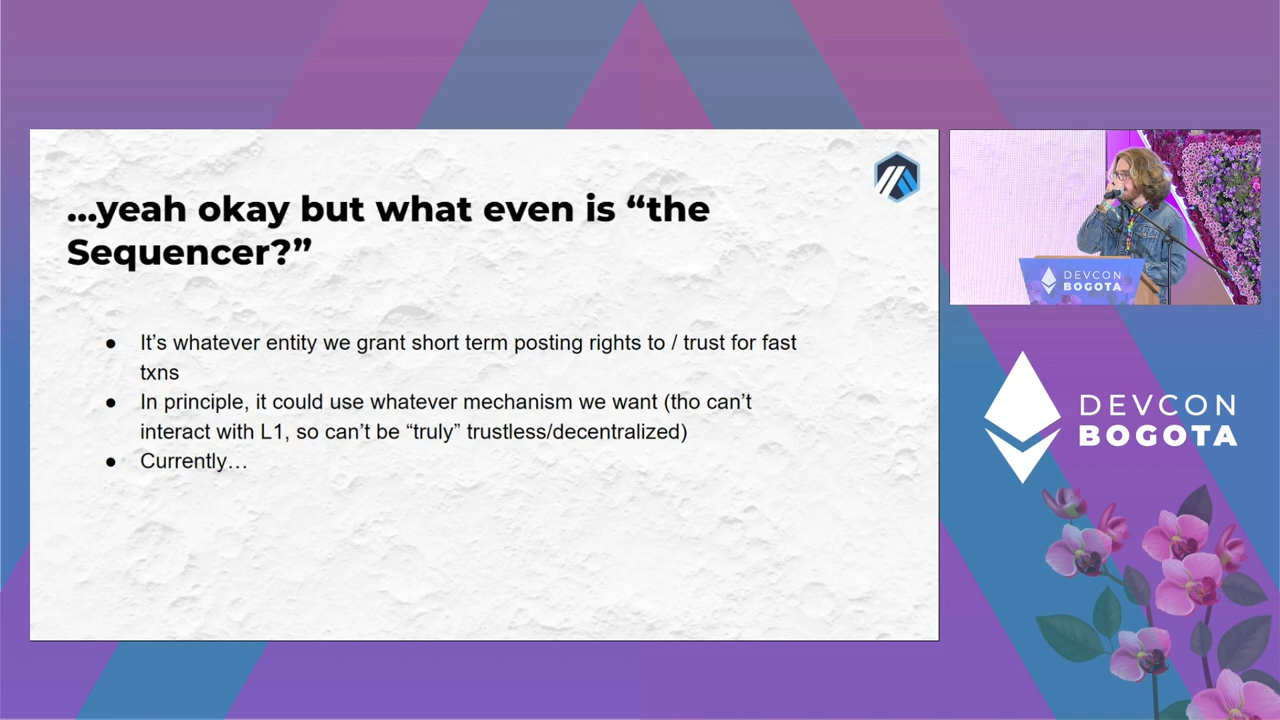 ...yeah okay but what even is “the
Sequencer?”
● It’s whatever entity we grant short term posting rights to / trust for fast
txns
● In principle, it could use whatever mechanism we want (tho can’t
interact with L1, so can’t be “truly” trustless/decentralized)
● Currently…
DEVCON
BOGOTA
DEVCON
BOGOTA